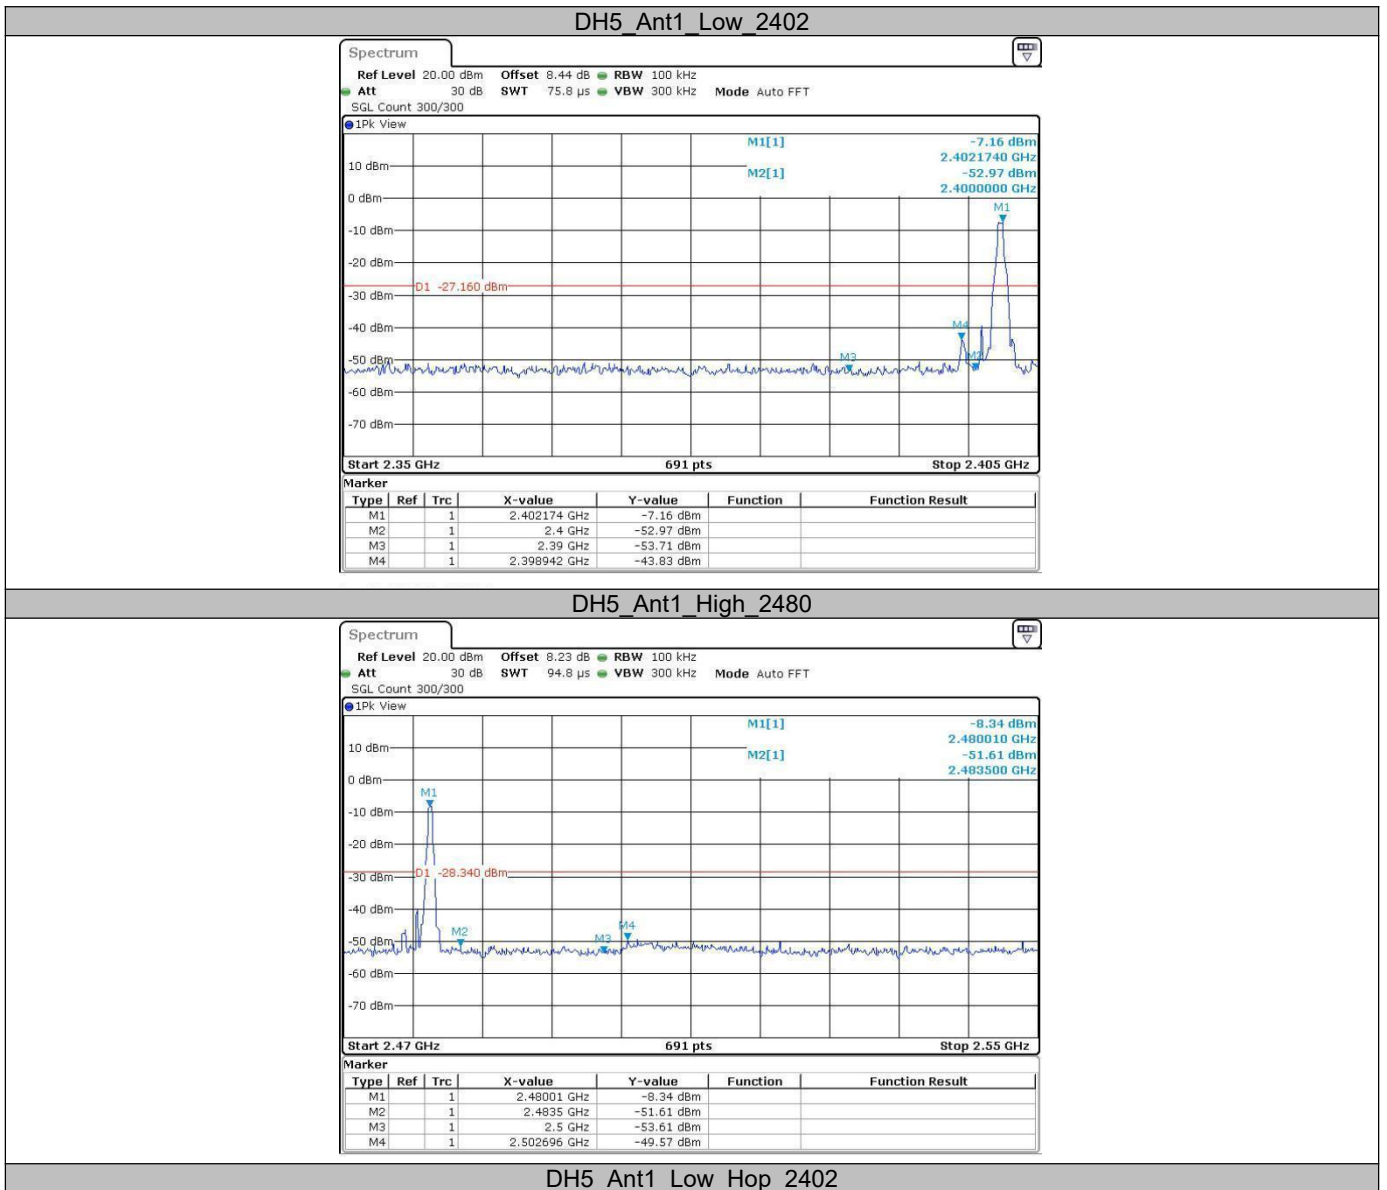 DH5_Ant1_Low_2402
Spectrum
Ref Level 20.00 dBm Offset 8.44 dB RBW 100 kHz
Att 30 dB SWT 75.8 µs VBW 300 kHz Mode Auto FFT
SGL Count 300/300
1Pk View
M1[1] -7.16 dBm
2.4021740 GHz
10 dBm
M2[1] -52.97 dBm
2.4000000 GHz
0 dBm
M1
-10 dBm
-20 dBm
D1 -27.160 dBm
-30 dBm
-40 dBm
M4
M3
M2
-50 dBm
-60 dBm
-70 dBm
Start 2.35 GHz 691 pts Stop 2.405 GHz
Marker
Type Ref Trc X-value Y-value Function Function Result
M1 1 2.402174 GHz -7.16 dBm
M2 1 2.4 GHz -52.97 dBm
M3 1 2.39 GHz -53.71 dBm
M4 1 2.398942 GHz -43.83 dBm
DH5_Ant1_High_2480
Spectrum
Ref Level 20.00 dBm Offset 8.23 dB RBW 100 kHz
Att 30 dB SWT 94.8 µs VBW 300 kHz Mode Auto FFT
SGL Count 300/300
1Pk View
M1[1] -8.34 dBm
2.480010 GHz
10 dBm
M2[1] -51.61 dBm
2.483500 GHz
0 dBm
M1
-10 dBm
-20 dBm
D1 -28.340 dBm
-30 dBm
-40 dBm
M4
M2
M3
-50 dBm
-60 dBm
-70 dBm
Start 2.47 GHz 691 pts Stop 2.55 GHz
Marker
Type Ref Trc X-value Y-value Function Function Result
M1 1 2.48001 GHz -8.34 dBm
M2 1 2.4835 GHz -51.61 dBm
M3 1 2.5 GHz -53.61 dBm
M4 1 2.502696 GHz -49.57 dBm
DH5_Ant1_Low_Hop_2402